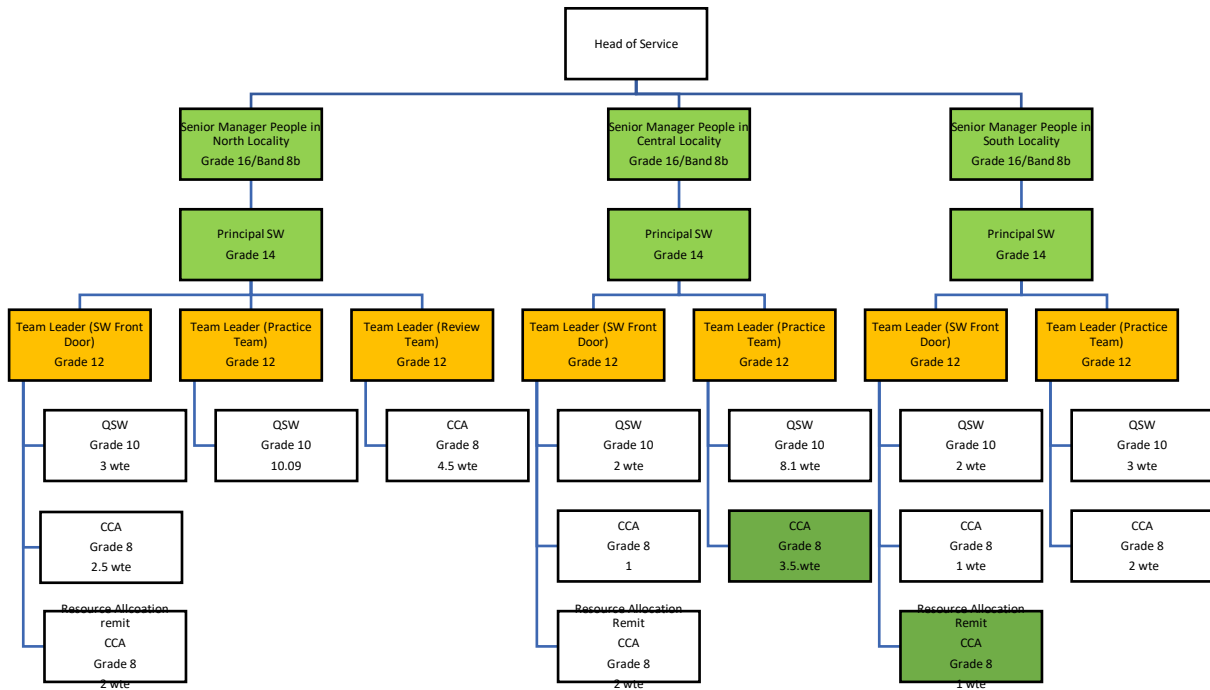 Head of Service
Senior Manager People in
North Locality
Grade 16/Band 8b
Senior Manager People in
Central Locality
Grade 16/Band 8b
Senior Manager People in
South Locality
Grade 16/Band 8b
Principal SW
Grade 14
Principal SW
Grade 14
Principal SW
Grade 14
Team Leader (SW Front
Door)
Grade 12
Team Leader (Practice
Team)
Grade 12
Team Leader (Review
Team)
Grade 12
Team Leader (SW Front
Door)
Grade 12
Team Leader (Practice
Team)
Grade 12
Team Leader (SW Front
Door)
Grade 12
Team Leader (Practice
Team)
Grade 12
QSW
Grade 10
3 wte
QSW
Grade 10
10.09
CCA
Grade 8
4.5 wte
QSW
Grade 10
2 wte
QSW
Grade 10
8.1 wte
QSW
Grade 10
2 wte
QSW
Grade 10
3 wte
CCA
Grade 8
2.5 wte
CCA
Grade 8
1
CCA
Grade 8
3.5.wte
CCA
Grade 8
1 wte
CCA
Grade 8
2 wte
Resource Allcoation
remit
CCA
Grade 8
2 wte
Resource Allocation
Remit
CCA
Grade 8
2 wte
Resource Allocation
Remit
CCA
Grade 8
1 wte